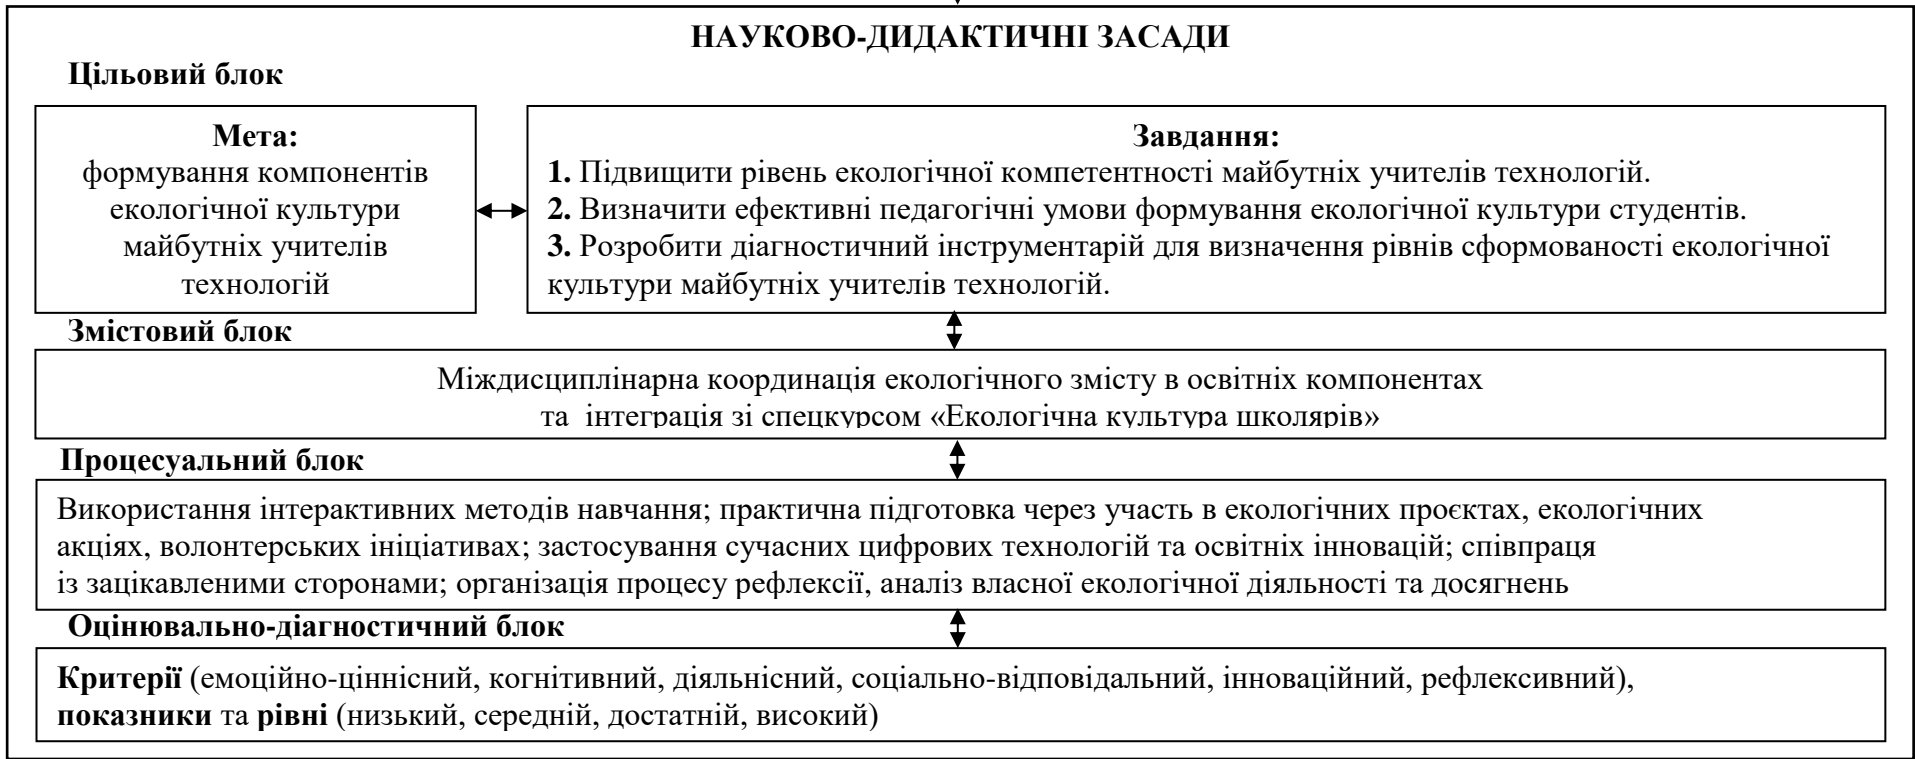 НАУКОВО-ДИДАКТИЧНІ ЗАСАДИ
Цільовий блок
Мета:
формування компонентів
екологічної культури
майбутніх учителів
технологій
Завдання:
1. Підвищити рівень екологічної компетентності майбутніх учителів технологій.
2. Визначити ефективні педагогічні умови формування екологічної культури студентів.
3. Розробити діагностичний інструментарій для визначення рівнів сформованості екологічної
культури майбутніх учителів технологій.
Змістовий блок
Міждисциплінарна координація екологічного змісту в освітніх компонентах
та інтеграція зі спецкурсом «Екологічна культура школярів»
Процесуальний блок
Використання інтерактивних методів навчання; практична підготовка через участь в екологічних проєктах, екологічних
акціях, волонтерських ініціативах; застосування сучасних цифрових технологій та освітніх інновацій; співпраця
із зацікавленими сторонами; організація процесу рефлексії, аналіз власної екологічної діяльності та досягнень
Оцінювально-діагностичний блок
Критерії (емоційно-ціннісний, когнітивний, діяльнісний, соціально-відповідальний, інноваційний, рефлексивний),
показники та рівні (низький, середній, достатній, високий)